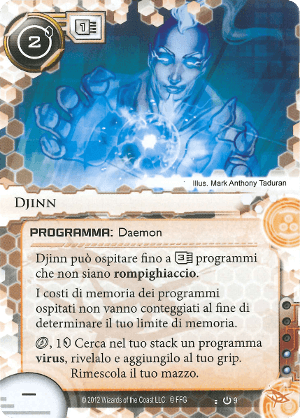 2
1
Illus. Mark Anthony Taduran
DJINN
PROGRAMMA: Daemon
Djinn può ospitare fino a 3 programmi
che non siano rompighiaccio.
I costi di memoria dei programmi
ospitati non vanno conteggiati al fine di
determinare il tuo limite di memoria.
, 1 Cerca nel tuo stack un programma
virus, rivelalo e aggiungilo al tuo grip.
Rimescola il tuo mazzo.
–
© 2012 Wizards of the Coast LLC © FFG
9